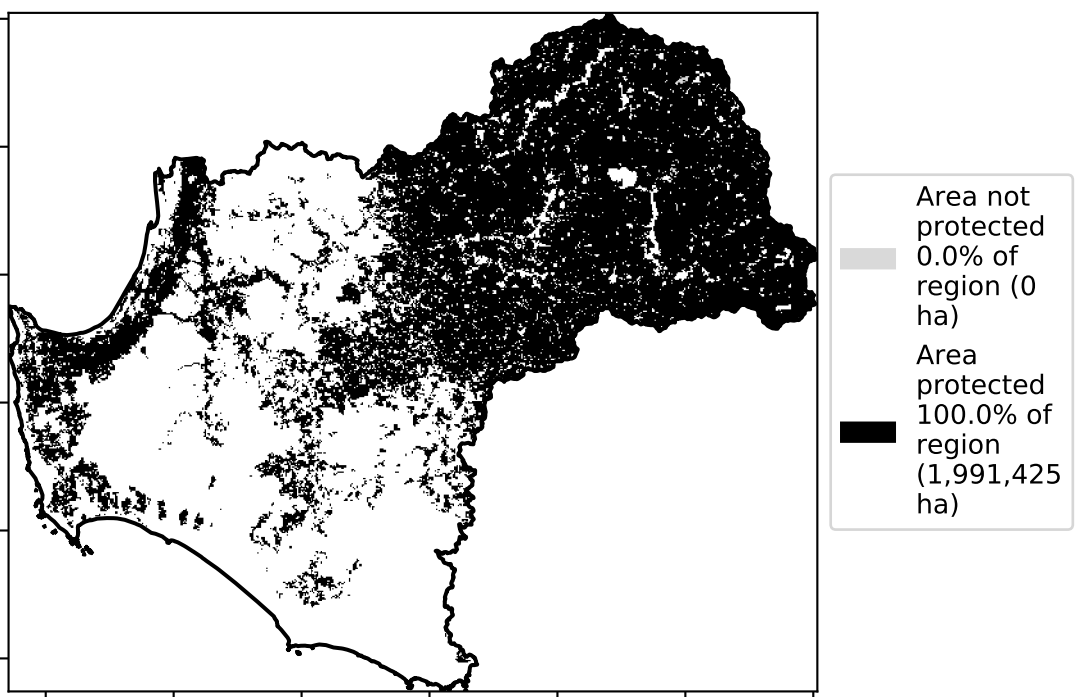 Area not
protected
0.0% of
region (0
ha)
Area
protected
100.0% of
region
(1,991,425
ha)